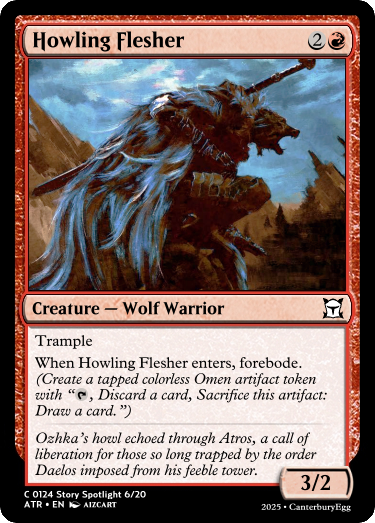 Howling Flesher 2
Creature — Wolf Warrior
Trample
When Howling Flesher enters, forebode.
(Create a tapped colorless Omen artifact token
with “, Discard a card, Sacrifice this artifact:
Draw a card.”)
Ozhka's howl echoed through Atros, a call of
liberation for those so long trapped by the order
Daelos imposed from his feeble tower.
3/2
C 0124 Story Spotlight 6/20
ATR • EN AIZCART
2025 • CanterburyEgg